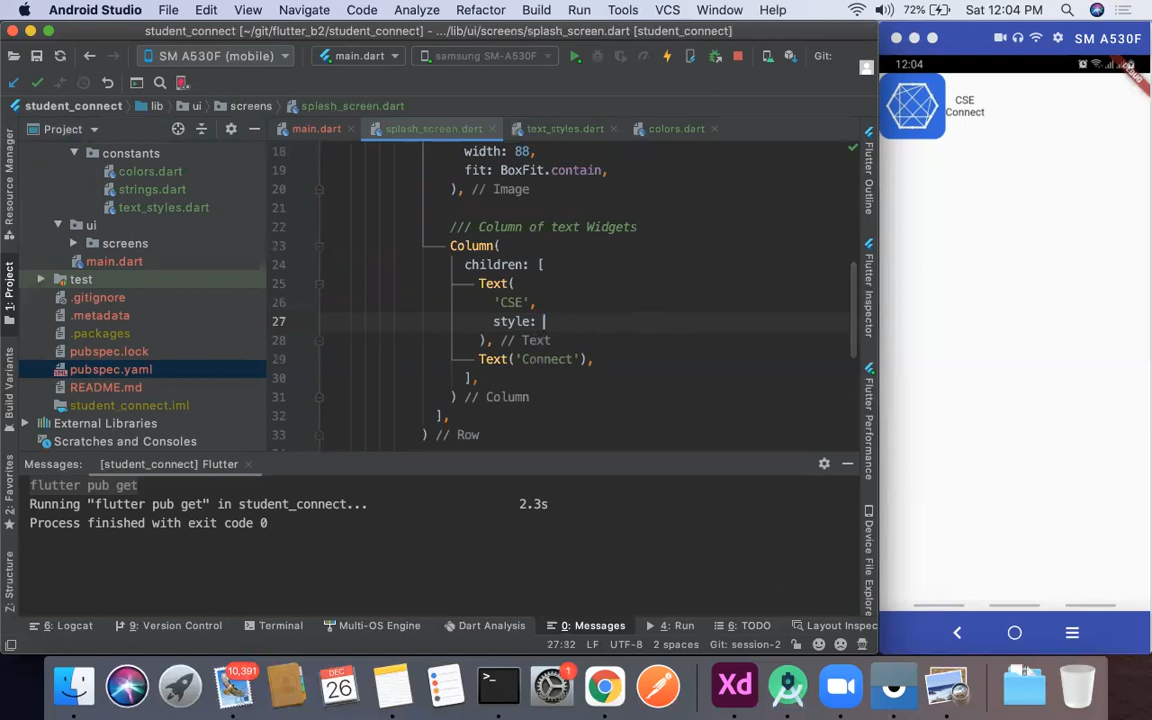 Android Studio File Edit View Navigate Code Analyze Refactor Build Run Tools VCS Window Help 72% Sat 12:04 PM
student_connect [~/git/flutter_b2/student_connect] - .../lib/ui/screens/splash_screen.dart [student_connect]
SM A530F
SM A530F (mobile) main.dart samsung SM-A530F Git:
12:04
DEBUG
student_connect lib ui screens splesh_screen.dart
Project main.dart splash_screen.dart text_styles.dart colors.dart
CSE
Connect
constants
colors.dart
strings.dart
text_styles.dart
ui
screens
main.dart
test
.gitignore
.metadata
.packages
pubspec.lock
pubspec.yaml
README.md
student_connect.iml
External Libraries
Scratches and Consoles
18 width: 88,
19 fit: BoxFit.contain,
20 ), // Image
21
22 /// Column of text Widgets
23 Column(
24 children: [
25 Text(
26 'CSE',
27 style:
28 ), // Text
29 Text('Connect'),
30 ],
31 ) // Column
32 ],
33 ) // Row
Resource Manager
1: Project
Build Variants
2: Favorites
Z: Structure
Flutter Outline
Flutter Inspector
Flutter Performance
Device File Explorer
Messages: [student_connect] Flutter
flutter pub get
Running "flutter pub get" in student_connect... 2.3s
Process finished with exit code 0
6: Logcat 9: Version Control Terminal Multi-OS Engine Dart Analysis 0: Messages 4: Run 6: TODO Layout Inspec
27:32 LF UTF-8 2 spaces Git: session-2
10,391
DEC
26
1
Xd